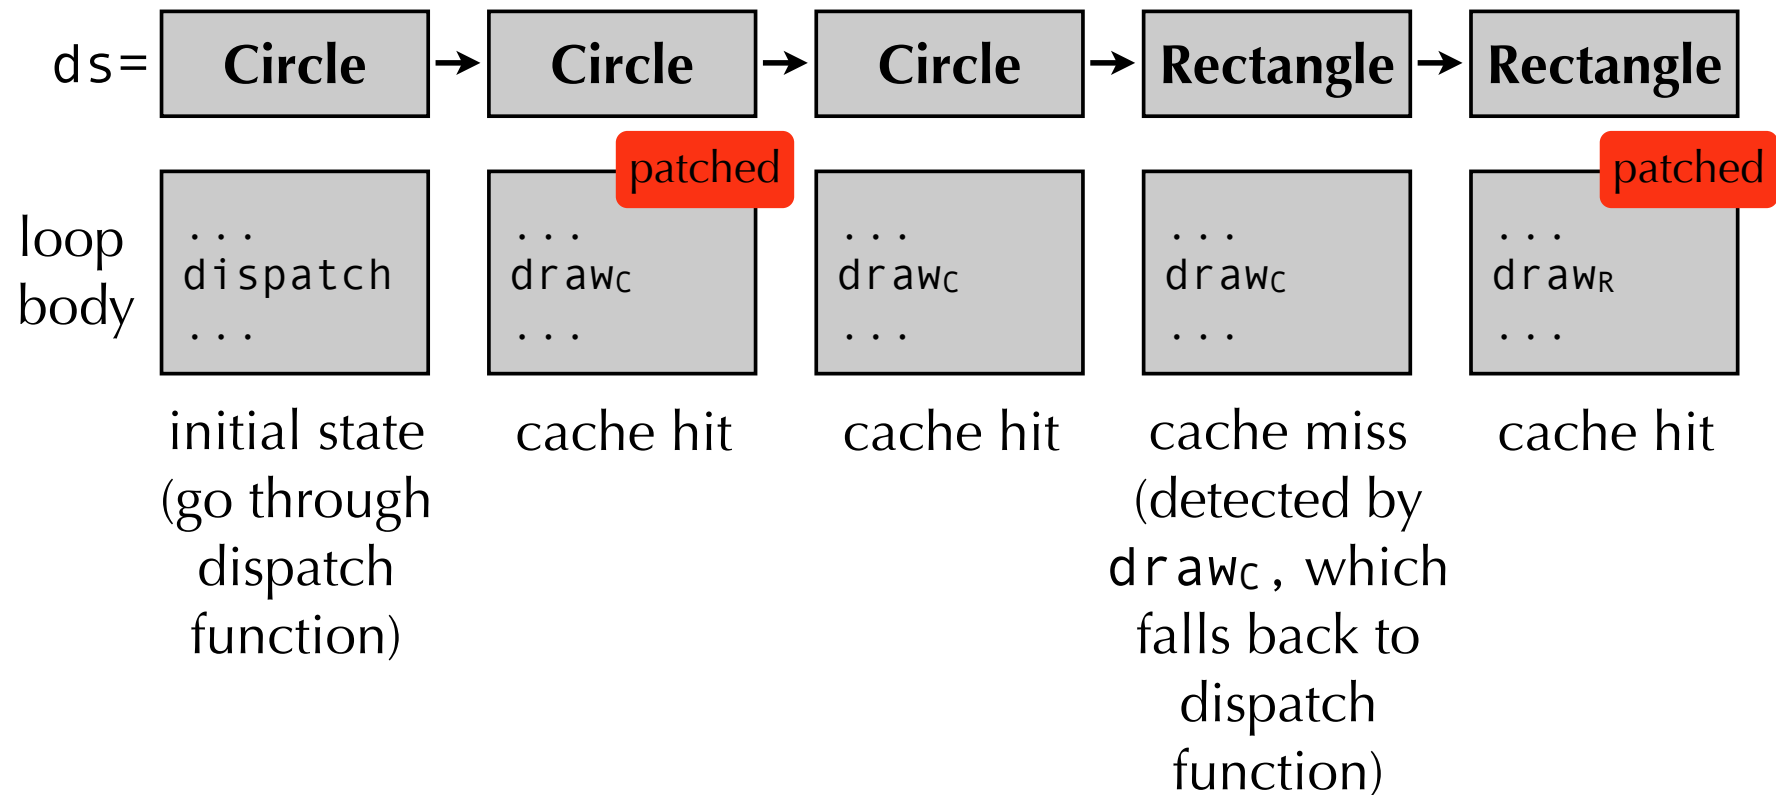 ds= Circle Circle Circle Rectangle Rectangle
patched patched
loop body
...
dispatch
...
...
drawC
...
...
drawC
...
...
drawC
...
...
drawR
...
initial state
(go through
dispatch
function)
cache hit
cache hit
cache miss
(detected by
drawC, which
falls back to
dispatch
function)
cache hit